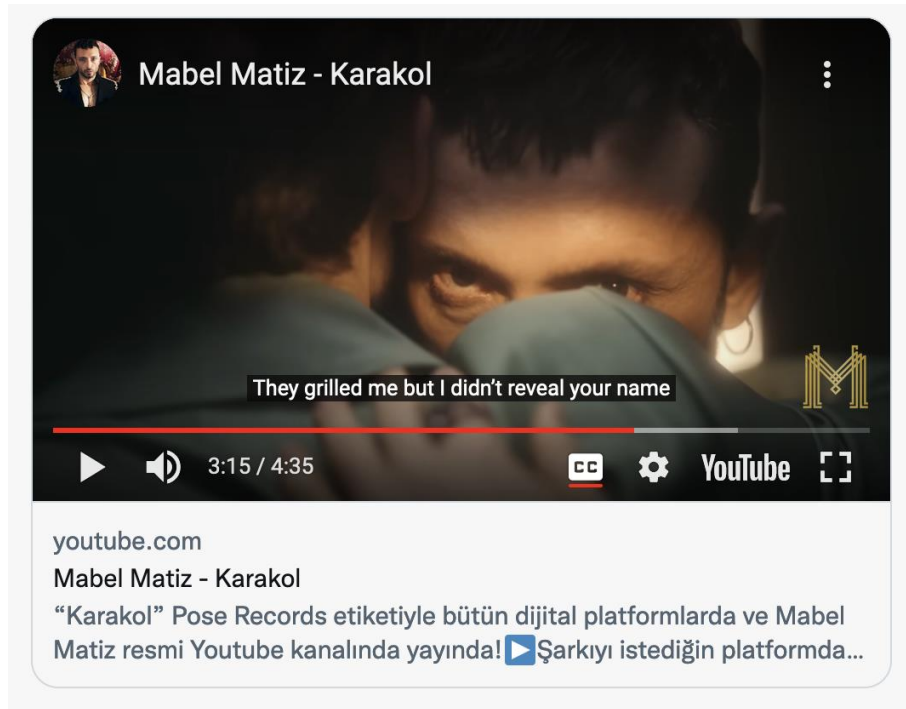 Mabel Matiz - Karakol
They grilled me but I didn’t reveal your name
M
3:15 / 4:35
CC
YouTube
youtube.com
Mabel Matiz - Karakol
“Karakol” Pose Records etiketiyle bütün dijital platformlarda ve Mabel
Matiz resmi Youtube kanalında yayında!▶️Şarkıyı istediğin platformda...